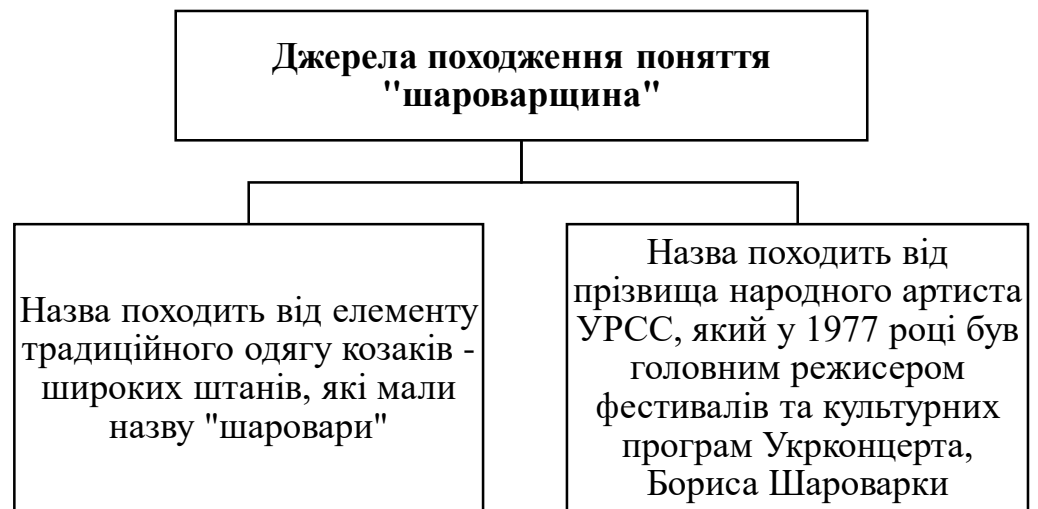 Джерела походження поняття
"шароварщина"
Назва походить від елементу
традиційного одягу козаків -
широких штанів, які мали
назву "шаровари"
Назва походить від
прізвища народного артиста
УРСС, який у 1977 році був
головним режисером
фестивалів та культурних
програм Укрконцерта,
Бориса Шароварки